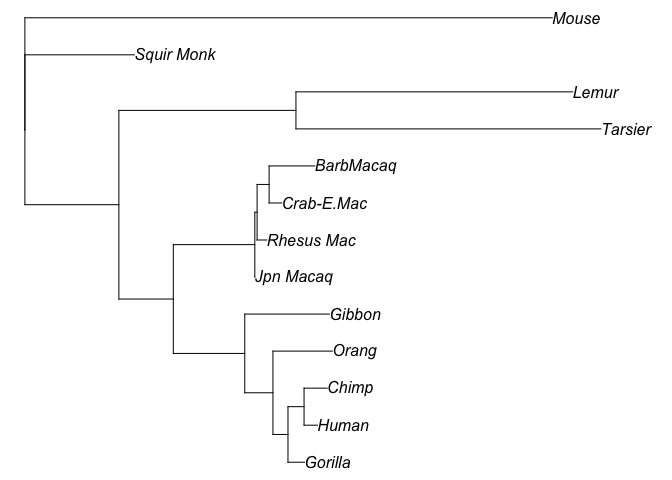 Mouse
Squir Monk
Lemur
Tarsier
BarbMacaq
Crab-E.Mac
Rhesus Mac
Jpn Macaq
Gibbon
Orang
Chimp
Human
Gorilla